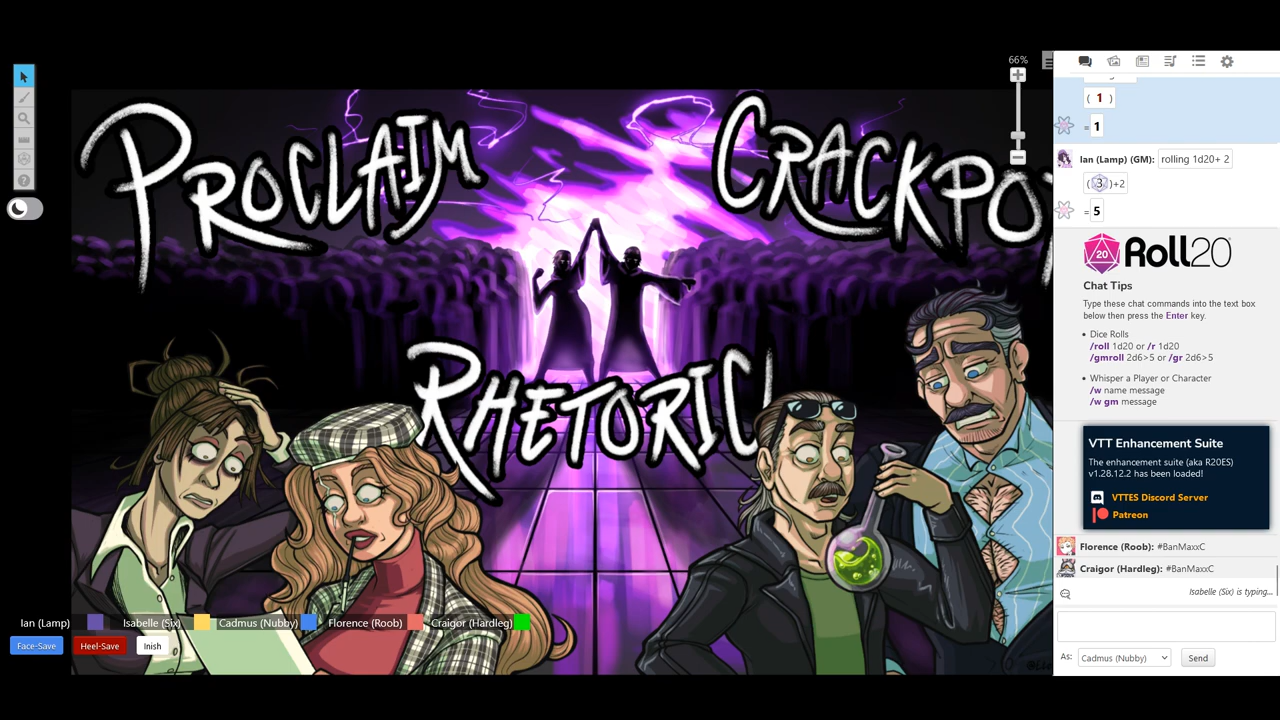 66%
PROCLAIM
CRACKPO
RHETORIC!
( 1 )
= 1
Ian (Lamp) (GM): rolling 1d20+ 2
(3)+2
= 5
20 Roll20
Chat Tips
Type these chat commands into the text box
below then press the Enter key.
• Dice Rolls
/roll 1d20 or /r 1d20
/gmroll 2d6>5 or /gr 2d6>5
• Whisper a Player or Character
/w name message
/w gm message
VTT Enhancement Suite
The enhancement suite (aka R20ES)
v1.28.12.2 has been loaded!
VTTES Discord Server
Patreon
Florence (Roob): #BanMaxxC
Craigor (Hardleg): #BanMaxxC
Isabelle (Six) is typing...
As: Cadmus (Nubby) Send
Ian (Lamp) Isabelle (Six) Cadmus (Nubby) Florence (Roob) Craigor (Hardleg)
Face-Save Heel-Save Inish